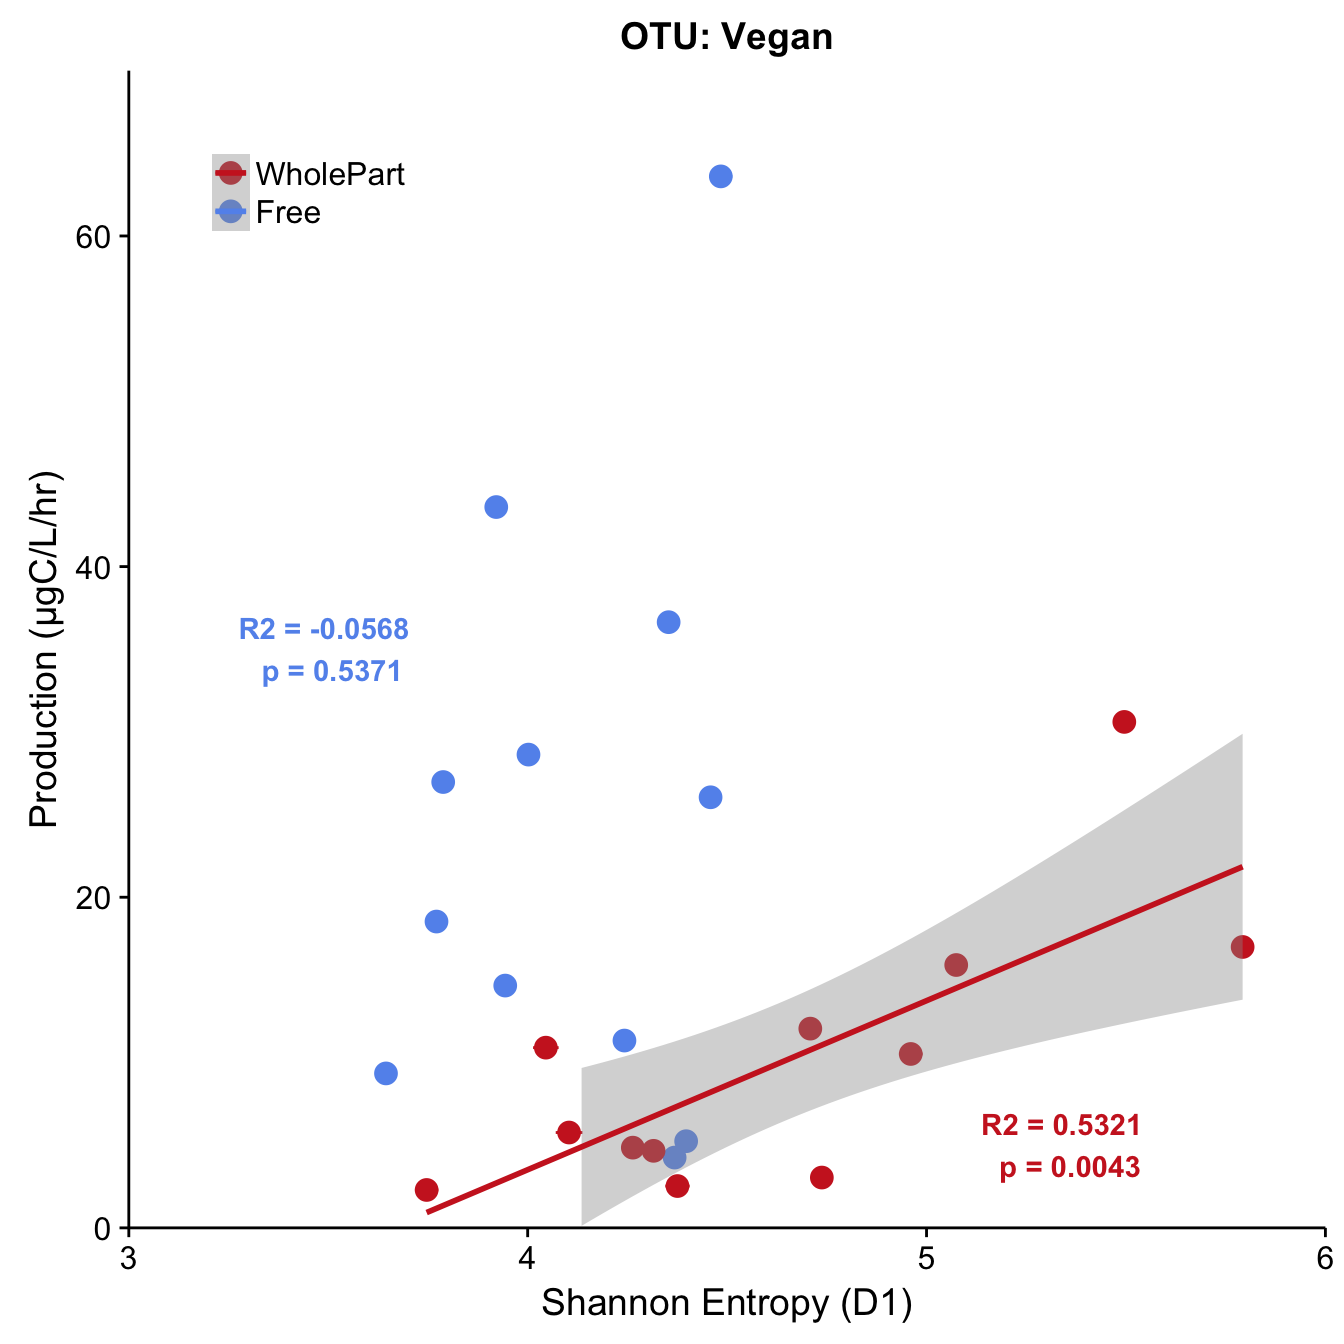 OTU: Vegan
WholePart
Free
60
40
20
0
Production (µgC/L/hr)
R2 = -0.0568
p = 0.5371
R2 = 0.5321
p = 0.0043
3 4 5 6
Shannon Entropy (D1)